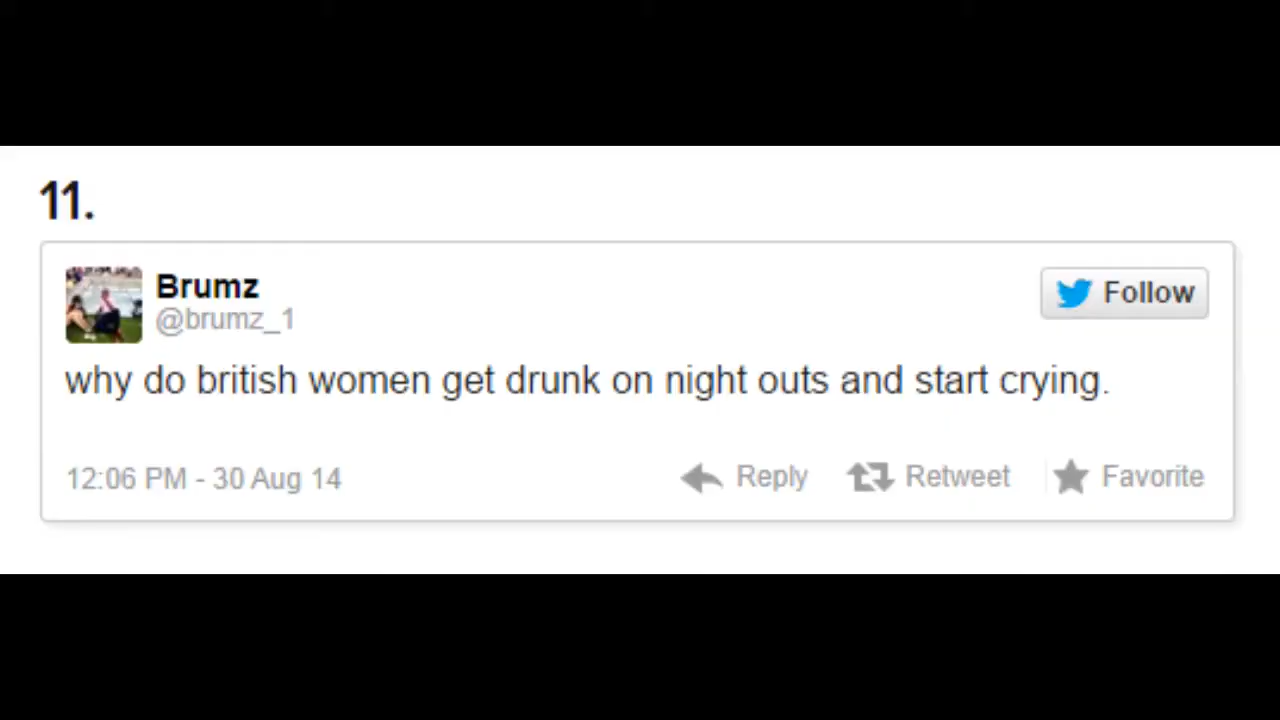 11.
Brumz
@brumz_1
Follow
why do british women get drunk on night outs and start crying.
12:06 PM - 30 Aug 14
Reply
Retweet
Favorite